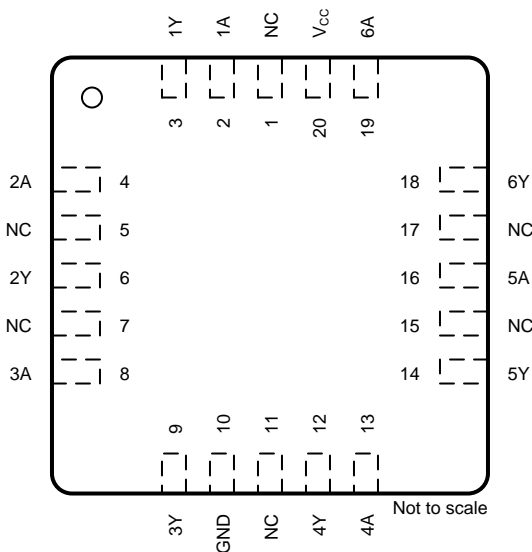 1Y 1A NC VCC 6A
3 2 1 20 19
2A 4 18 6Y
NC 5 17 NC
2Y 6 16 5A
NC 7 15 NC
3A 8 14 5Y
9 10 11 12 13
3Y GND NC 4Y 4A
Not to scale